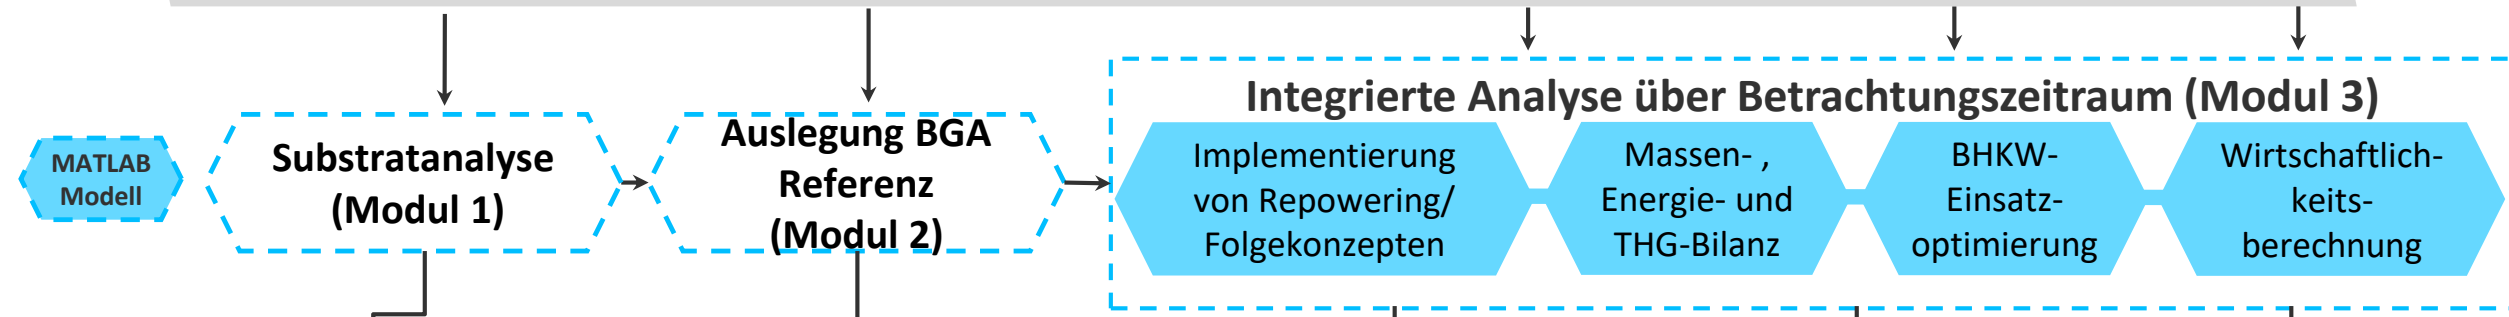 MATLAB
Modell
Substratanalyse
(Modul 1)
Auslegung BGA
Referenz
(Modul 2)
Integrierte Analyse über Betrachtungszeitraum (Modul 3)
Implementierung
von Repowering/
Folgekonzepten
Massen- ,
Energie- und
THG-Bilanz
BHKW-
Einsatz-
optimierung
Wirtschaftlich-
keits-
berechnung